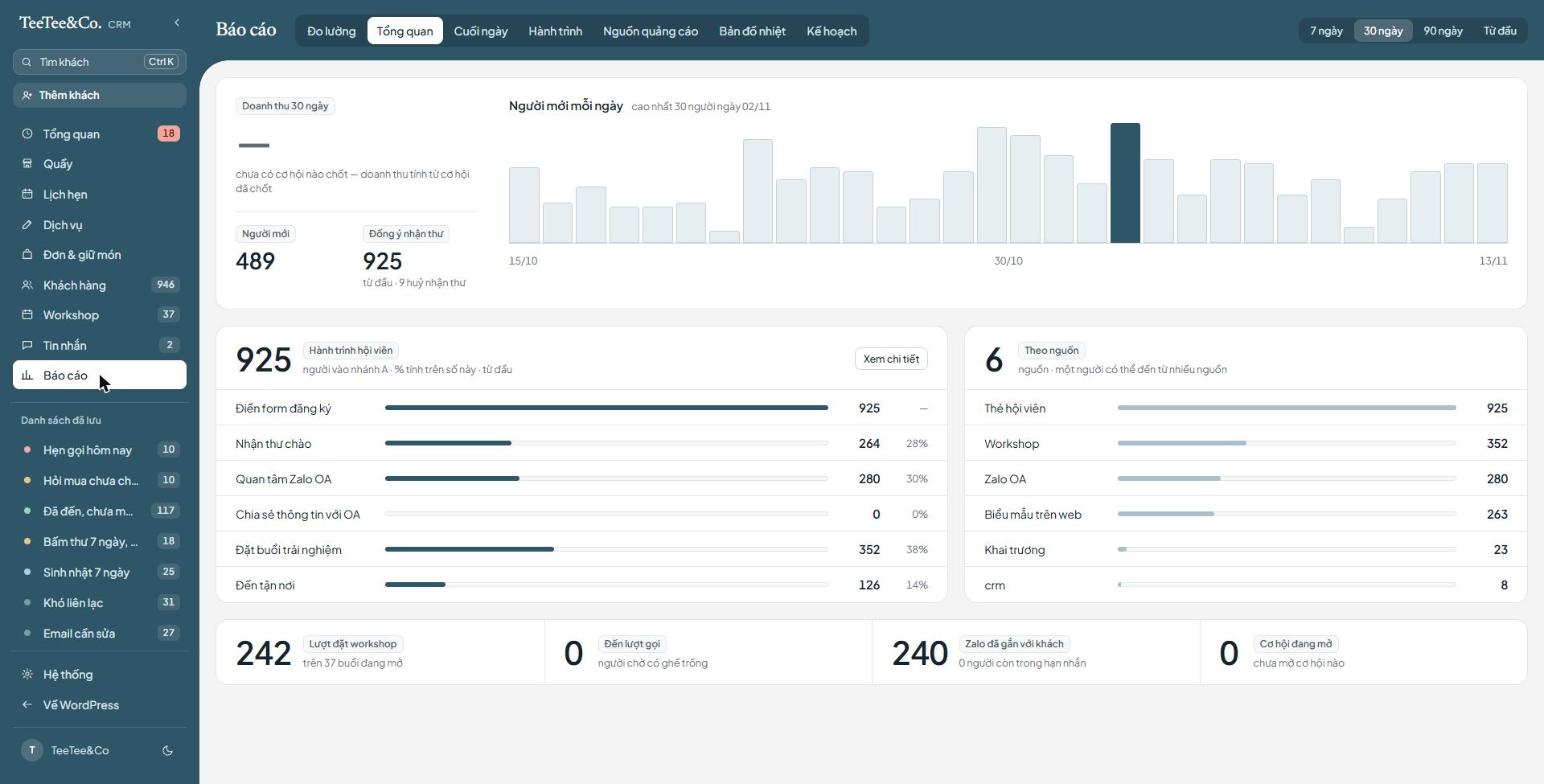 TeeTee&Co. CRM
Tìm khách Ctrl K
Thêm khách
Tổng quan 18
Quầy
Lịch hẹn
Dịch vụ
Đơn & giữ món
Khách hàng 946
Workshop 37
Tin nhắn 2
Báo cáo
Danh sách đã lưu
Hẹn gọi hôm nay 10
Hỏi mua chưa ch... 10
Đã đến, chưa m... 117
Bấm thư 7 ngày, ... 18
Sinh nhật 7 ngày 25
Khó liên lạc 31
Email cần sửa 27
Hệ thống
Về WordPress
T TeeTee&Co
Báo cáo
Đo lường Tổng quan Cuối ngày Hành trình Nguồn quảng cáo Bản đồ nhiệt Kế hoạch
7 ngày 30 ngày 90 ngày Từ đầu
Doanh thu 30 ngày
—
chưa có cơ hội nào chốt — doanh thu tính từ cơ hội
đã chốt
Người mới
489
Đồng ý nhận thư
925
từ đầu · 9 huỷ nhận thư
Người mới mỗi ngày cao nhất 30 người ngày 02/11
15/10 30/10 13/11
925 Hành trình hội viên
người vào nhánh A · % tính trên số này · từ đầu
Xem chi tiết
Điền form đăng ký 925 —
Nhận thư chào 264 28%
Quan tâm Zalo OA 280 30%
Chia sẻ thông tin với OA 0 0%
Đặt buổi trải nghiệm 352 38%
Đến tận nơi 126 14%
6 Theo nguồn
nguồn · một người có thể đến từ nhiều nguồn
Thẻ hội viên 925
Workshop 352
Zalo OA 280
Biểu mẫu trên web 263
Khai trương 23
crm 8
242 Lượt đặt workshop
trên 37 buổi đang mở
0 Đến lượt gọi
người chờ có ghế trống
240 Zalo đã gắn với khách
0 người còn trong hạn nhắn
0 Cơ hội đang mở
chưa mở cơ hội nào